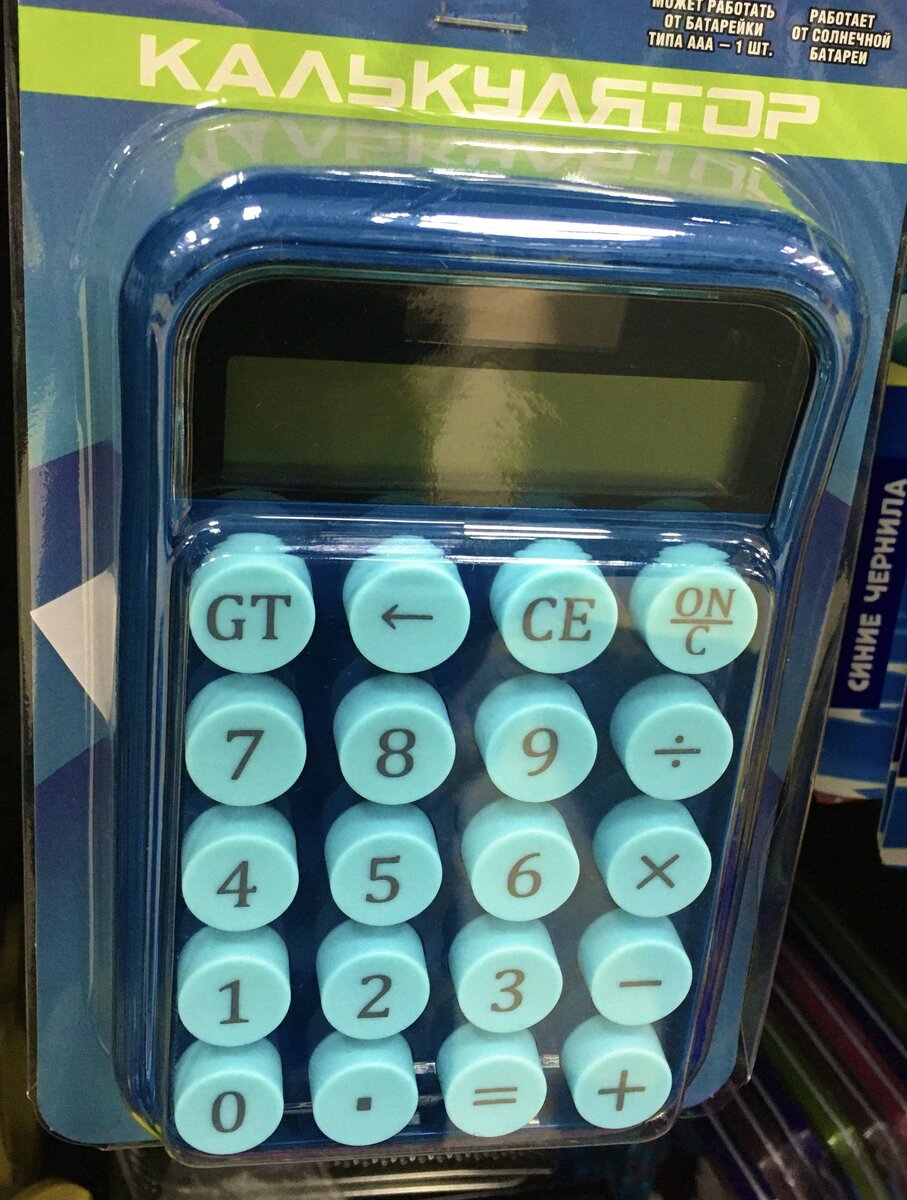 МОЖЕТ РАБОТАТЬ
ОТ БАТАРЕЙКИ
ТИПА ААА – 1 ШТ.
РАБОТАЕТ
ОТ СОЛНЕЧНОЙ
БАТАРЕИ
КАЛЬКУЛЯТОР
GT ← CE ON/C
7 8 9 ÷
4 5 6 ×
1 2 3 −
0 . = +
СИНИЕ ЧЕРНИЛА